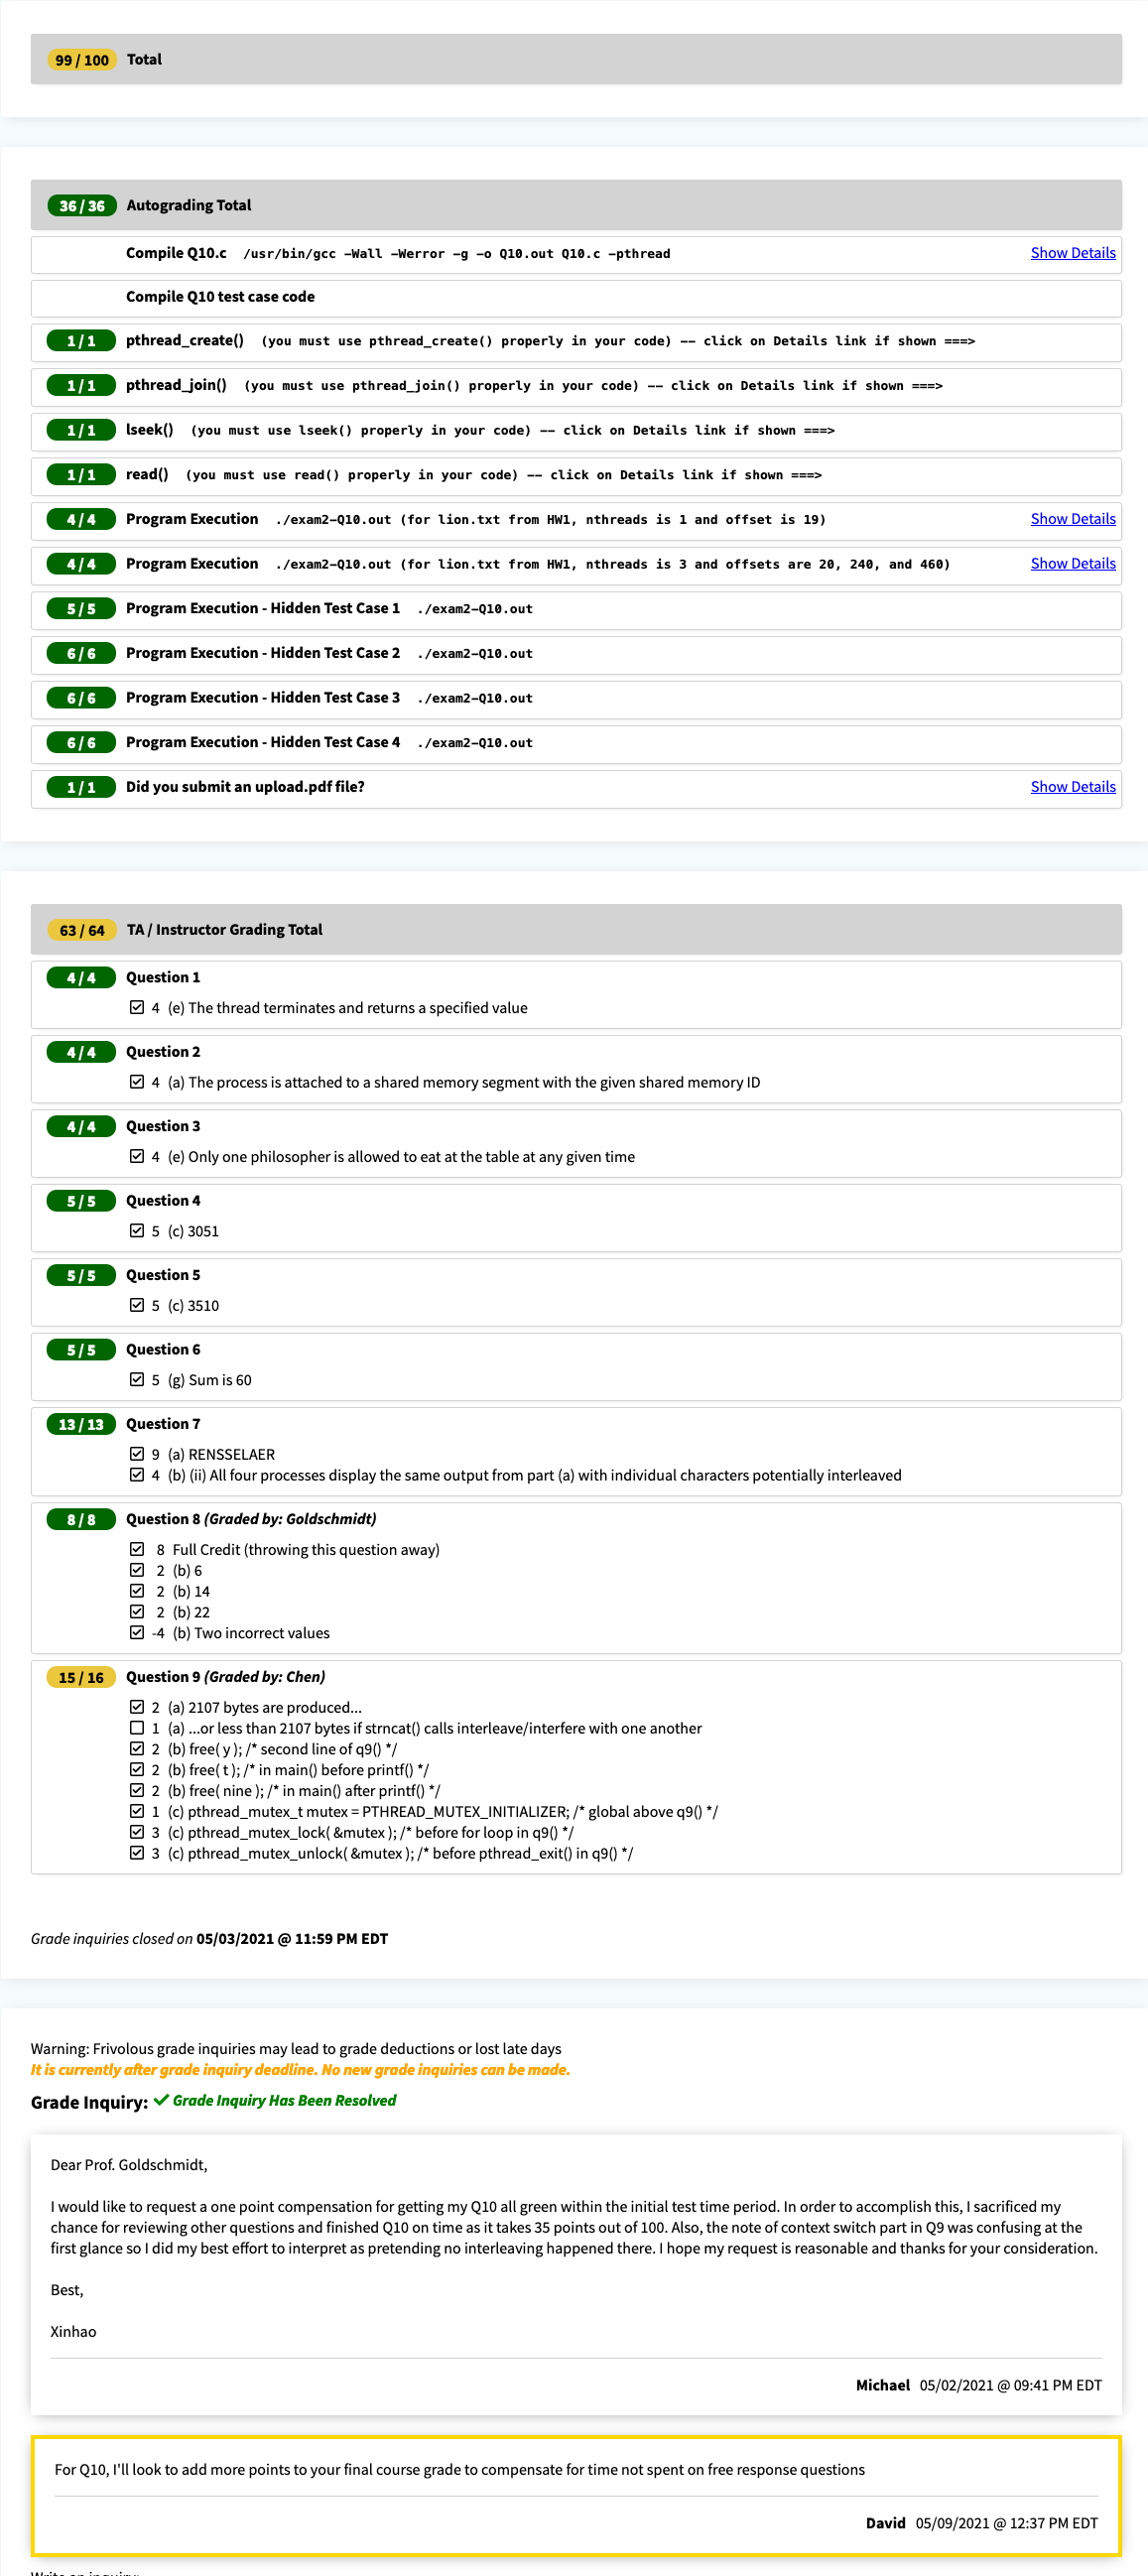 99 / 100 Total
36 / 36 Autograding Total
Compile Q10.c /usr/bin/gcc -Wall -Werror -g -o Q10.out Q10.c -pthread Show Details
Compile Q10 test case code
1 / 1 pthread_create() (you must use pthread_create() properly in your code) -- click on Details link if shown ===>
1 / 1 pthread_join() (you must use pthread_join() properly in your code) -- click on Details link if shown ===>
1 / 1 lseek() (you must use lseek() properly in your code) -- click on Details link if shown ===>
1 / 1 read() (you must use read() properly in your code) -- click on Details link if shown ===>
4 / 4 Program Execution ./exam2-Q10.out (for lion.txt from HW1, nthreads is 1 and offset is 19) Show Details
4 / 4 Program Execution ./exam2-Q10.out (for lion.txt from HW1, nthreads is 3 and offsets are 20, 240, and 460) Show Details
5 / 5 Program Execution - Hidden Test Case 1 ./exam2-Q10.out
6 / 6 Program Execution - Hidden Test Case 2 ./exam2-Q10.out
6 / 6 Program Execution - Hidden Test Case 3 ./exam2-Q10.out
6 / 6 Program Execution - Hidden Test Case 4 ./exam2-Q10.out
1 / 1 Did you submit an upload.pdf file? Show Details
63 / 64 TA / Instructor Grading Total
4 / 4 Question 1
4 (e) The thread terminates and returns a specified value
4 / 4 Question 2
4 (a) The process is attached to a shared memory segment with the given shared memory ID
4 / 4 Question 3
4 (e) Only one philosopher is allowed to eat at the table at any given time
5 / 5 Question 4
5 (c) 3051
5 / 5 Question 5
5 (c) 3510
5 / 5 Question 6
5 (g) Sum is 60
13 / 13 Question 7
9 (a) RENSSELAER
4 (b) (ii) All four processes display the same output from part (a) with individual characters potentially interleaved
8 / 8 Question 8 (Graded by: Goldschmidt)
8 Full Credit (throwing this question away)
2 (b) 6
2 (b) 14
2 (b) 22
-4 (b) Two incorrect values
15 / 16 Question 9 (Graded by: Chen)
2 (a) 2107 bytes are produced...
1 (a) ...or less than 2107 bytes if strncat() calls interleave/interfere with one another
2 (b) free( y ); /* second line of q9() */
2 (b) free( t ); /* in main() before printf() */
2 (b) free( nine ); /* in main() after printf() */
1 (c) pthread_mutex_t mutex = PTHREAD_MUTEX_INITIALIZER; /* global above q9() */
3 (c) pthread_mutex_lock( &mutex ); /* before for loop in q9() */
3 (c) pthread_mutex_unlock( &mutex ); /* before pthread_exit() in q9() */
Grade inquiries closed on 05/03/2021 @ 11:59 PM EDT
Warning: Frivolous grade inquiries may lead to grade deductions or lost late days
It is currently after grade inquiry deadline. No new grade inquiries can be made.
Grade Inquiry: Grade Inquiry Has Been Resolved
Dear Prof. Goldschmidt,
I would like to request a one point compensation for getting my Q10 all green within the initial test time period. In order to accomplish this, I sacrificed my
chance for reviewing other questions and finished Q10 on time as it takes 35 points out of 100. Also, the note of context switch part in Q9 was confusing at the
first glance so I did my best effort to interpret as pretending no interleaving happened there. I hope my request is reasonable and thanks for your consideration.
Best,
Xinhao
Michael 05/02/2021 @ 09:41 PM EDT
For Q10, I'll look to add more points to your final course grade to compensate for time not spent on free response questions
David 05/09/2021 @ 12:37 PM EDT